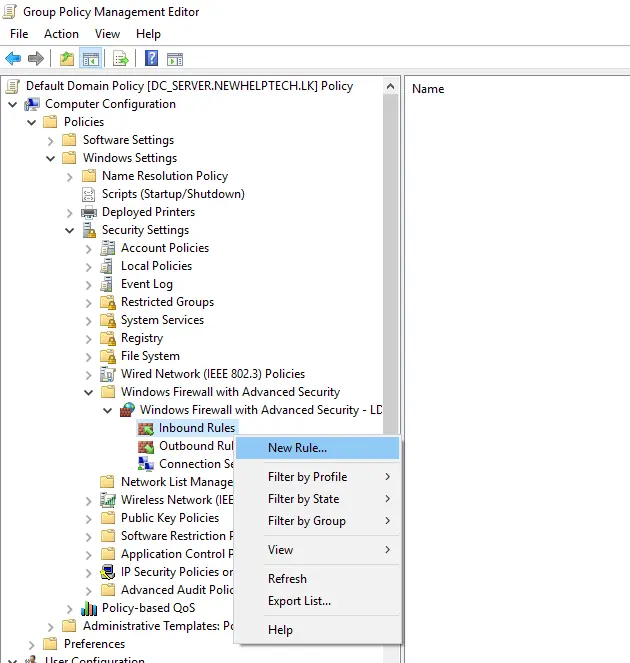 Group Policy Management Editor
File Action View Help
Default Domain Policy [DC_SERVER.NEWHELPTECH.LK] Policy
Name
Computer Configuration
Policies
Software Settings
Windows Settings
Name Resolution Policy
Scripts (Startup/Shutdown)
Deployed Printers
Security Settings
Account Policies
Local Policies
Event Log
Restricted Groups
System Services
Registry
File System
Wired Network (IEEE 802.3) Policies
Windows Firewall with Advanced Security
Windows Firewall with Advanced Security - LD
Inbound Rules
Outbound Rul
New Rule...
Connection Se
Filter by Profile
Network List Manage
Filter by State
Wireless Network (IEE
Public Key Policies
Filter by Group
Software Restriction P
Application Control P
View
IP Security Policies on
Refresh
Advanced Audit Polic
Export List...
Policy-based QoS
Administrative Templates: Po
Help
Preferences
User Configuration